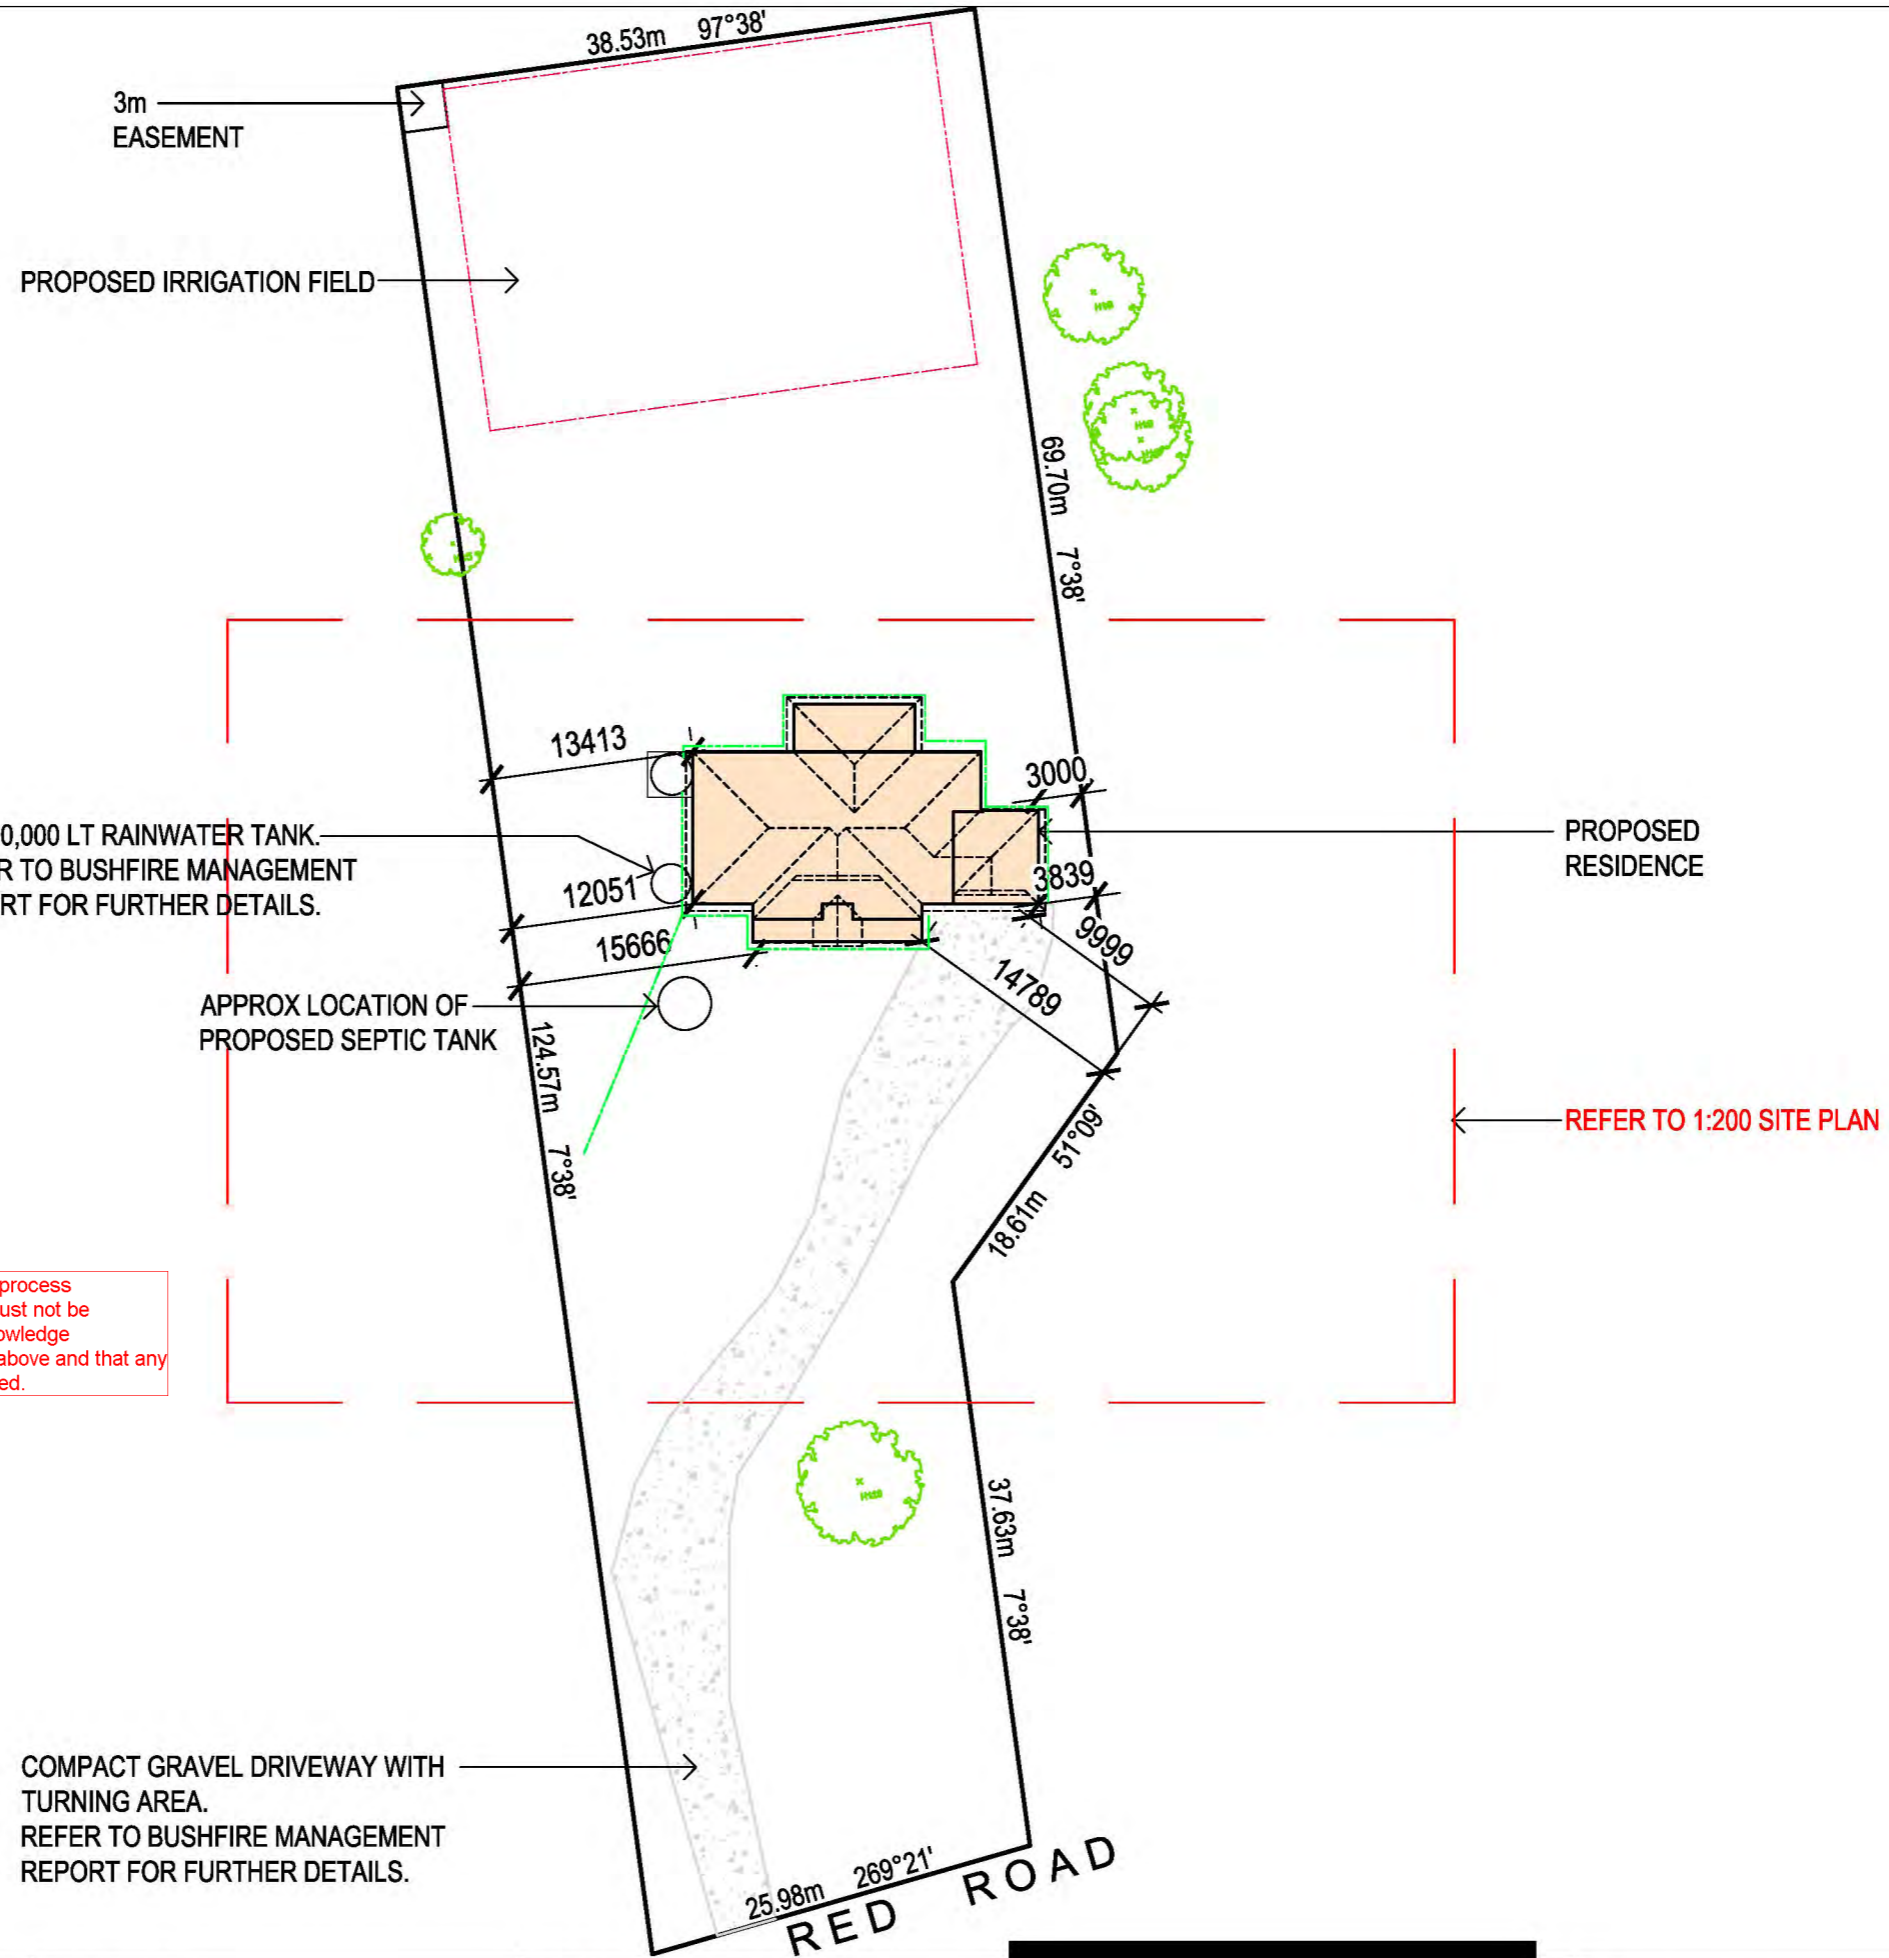 38.53m 97°38'
3m
EASEMENT
PROPOSED IRRIGATION FIELD
69.70m 7°38'
13413
3000
0,000 LT RAINWATER TANK.
R TO BUSHFIRE MANAGEMENT
RT FOR FURTHER DETAILS.
PROPOSED
RESIDENCE
12051
3839
15666
9999
14789
APPROX LOCATION OF
PROPOSED SEPTIC TANK
124.57m 7°38'
REFER TO 1:200 SITE PLAN
18.61m 51°09'
process
ust not be
owledge
above and that any
ed.
37.63m 7°38'
COMPACT GRAVEL DRIVEWAY WITH
TURNING AREA.
REFER TO BUSHFIRE MANAGEMENT
REPORT FOR FURTHER DETAILS.
25.98m 269°21'
RED ROAD